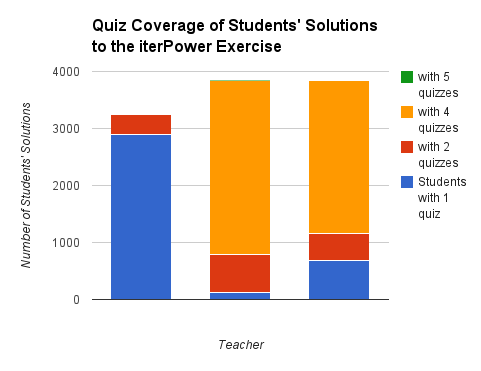 Quiz Coverage of Students' Solutions
to the iterPower Exercise
4000
3000
2000
1000
0
Number of Students' Solutions
Teacher
with 5
quizzes
with 4
quizzes
with 2
quizzes
Students
with 1
quiz